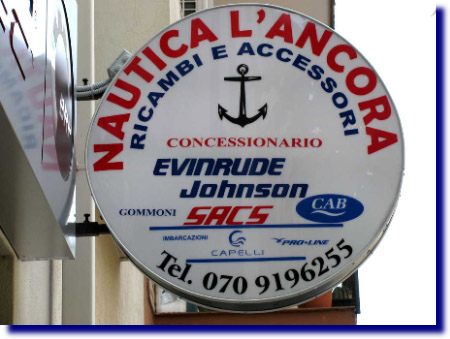 NAUTICA L'ANCORA
RICAMBI E ACCESSORI
CONCESSIONARIO
EVINRUDE
Johnson
GOMMONI SACS CAB
IMBARCAZIONI CAPELLI PRO-LINE
Tel. 070 9196255